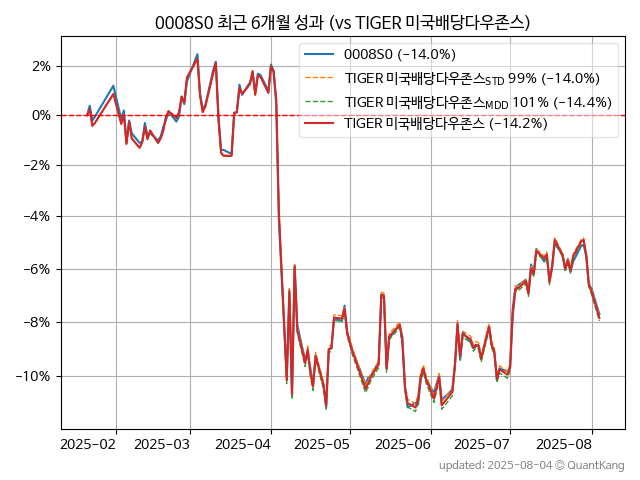 0008S0 최근 6개월 성과 (vs TIGER 미국배당다우존스)
0008S0 (−14.0%)
TIGER 미국배당다우존스STD 99% (−14.0%)
TIGER 미국배당다우존스MDD 101% (−14.4%)
TIGER 미국배당다우존스 (−14.2%)
2%
0%
−2%
−4%
−6%
−8%
−10%
2025-02 2025-03 2025-04 2025-05 2025-06 2025-07 2025-08
updated: 2025-08-04 © QuantKang